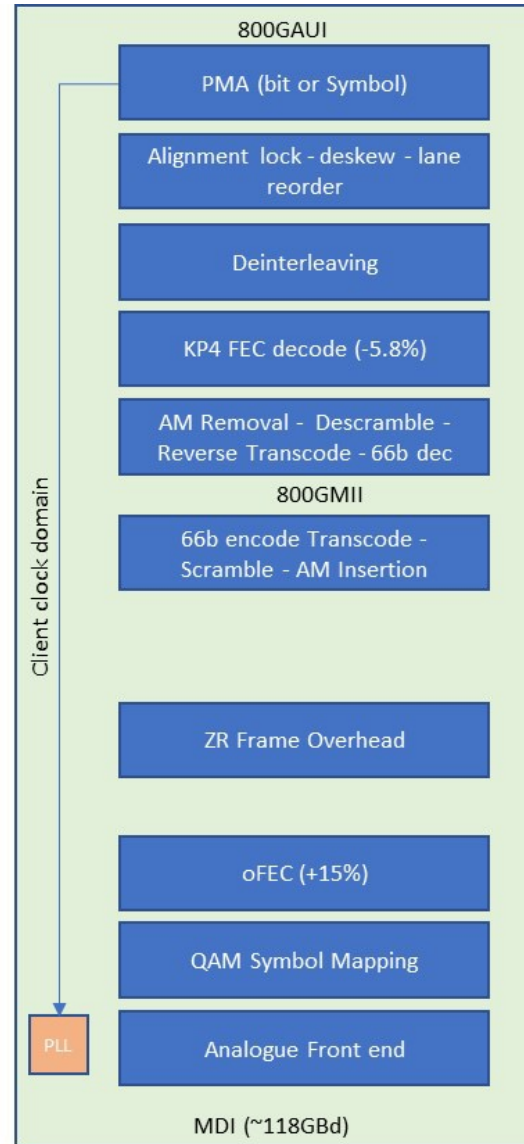 800GAUI
PMA (bit or Symbol)
Alignment lock - deskew - lane
reorder
Deinterleaving
KP4 FEC decode (-5.8%)
AM Removal - Descramble -
Reverse Transcode - 66b dec
800GMII
66b encode Transcode -
Scramble - AM Insertion
Client clock domain
ZR Frame Overhead
oFEC (+15%)
QAM Symbol Mapping
PLL
Analogue Front end
MDI (~118GBd)